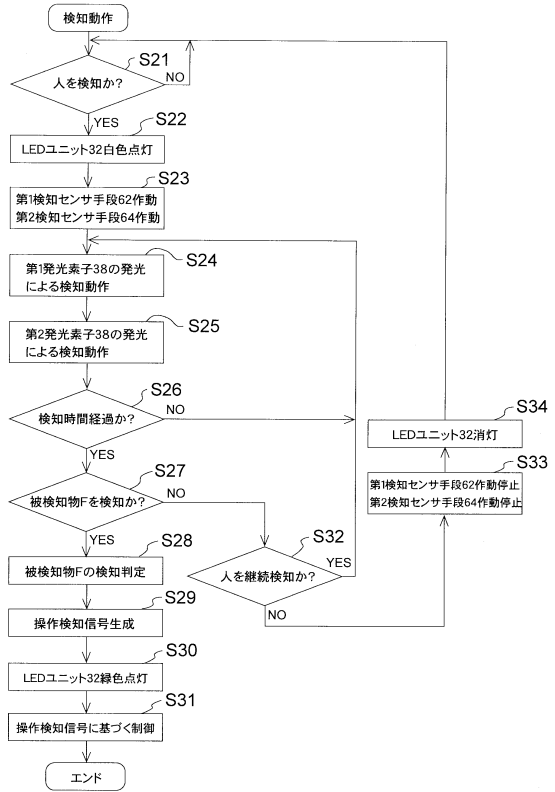 検知動作
S21
人を検知か?
NO
YES
S22
LEDユニット32白色点灯
S23
第1検知センサ手段62作動
第2検知センサ手段64作動
S24
第1発光素子38の発光
による検知動作
S25
第2発光素子38の発光
による検知動作
S26
検知時間経過か?
NO
YES
S27
被検知物Fを検知か?
NO
YES
S28
被検知物Fの検知判定
S29
操作検知信号生成
S30
LEDユニット32緑色点灯
S31
操作検知信号に基づく制御
エンド
S32
人を継続検知か?
YES
NO
S33
第1検知センサ手段62作動停止
第2検知センサ手段64作動停止
S34
LEDユニット32消灯